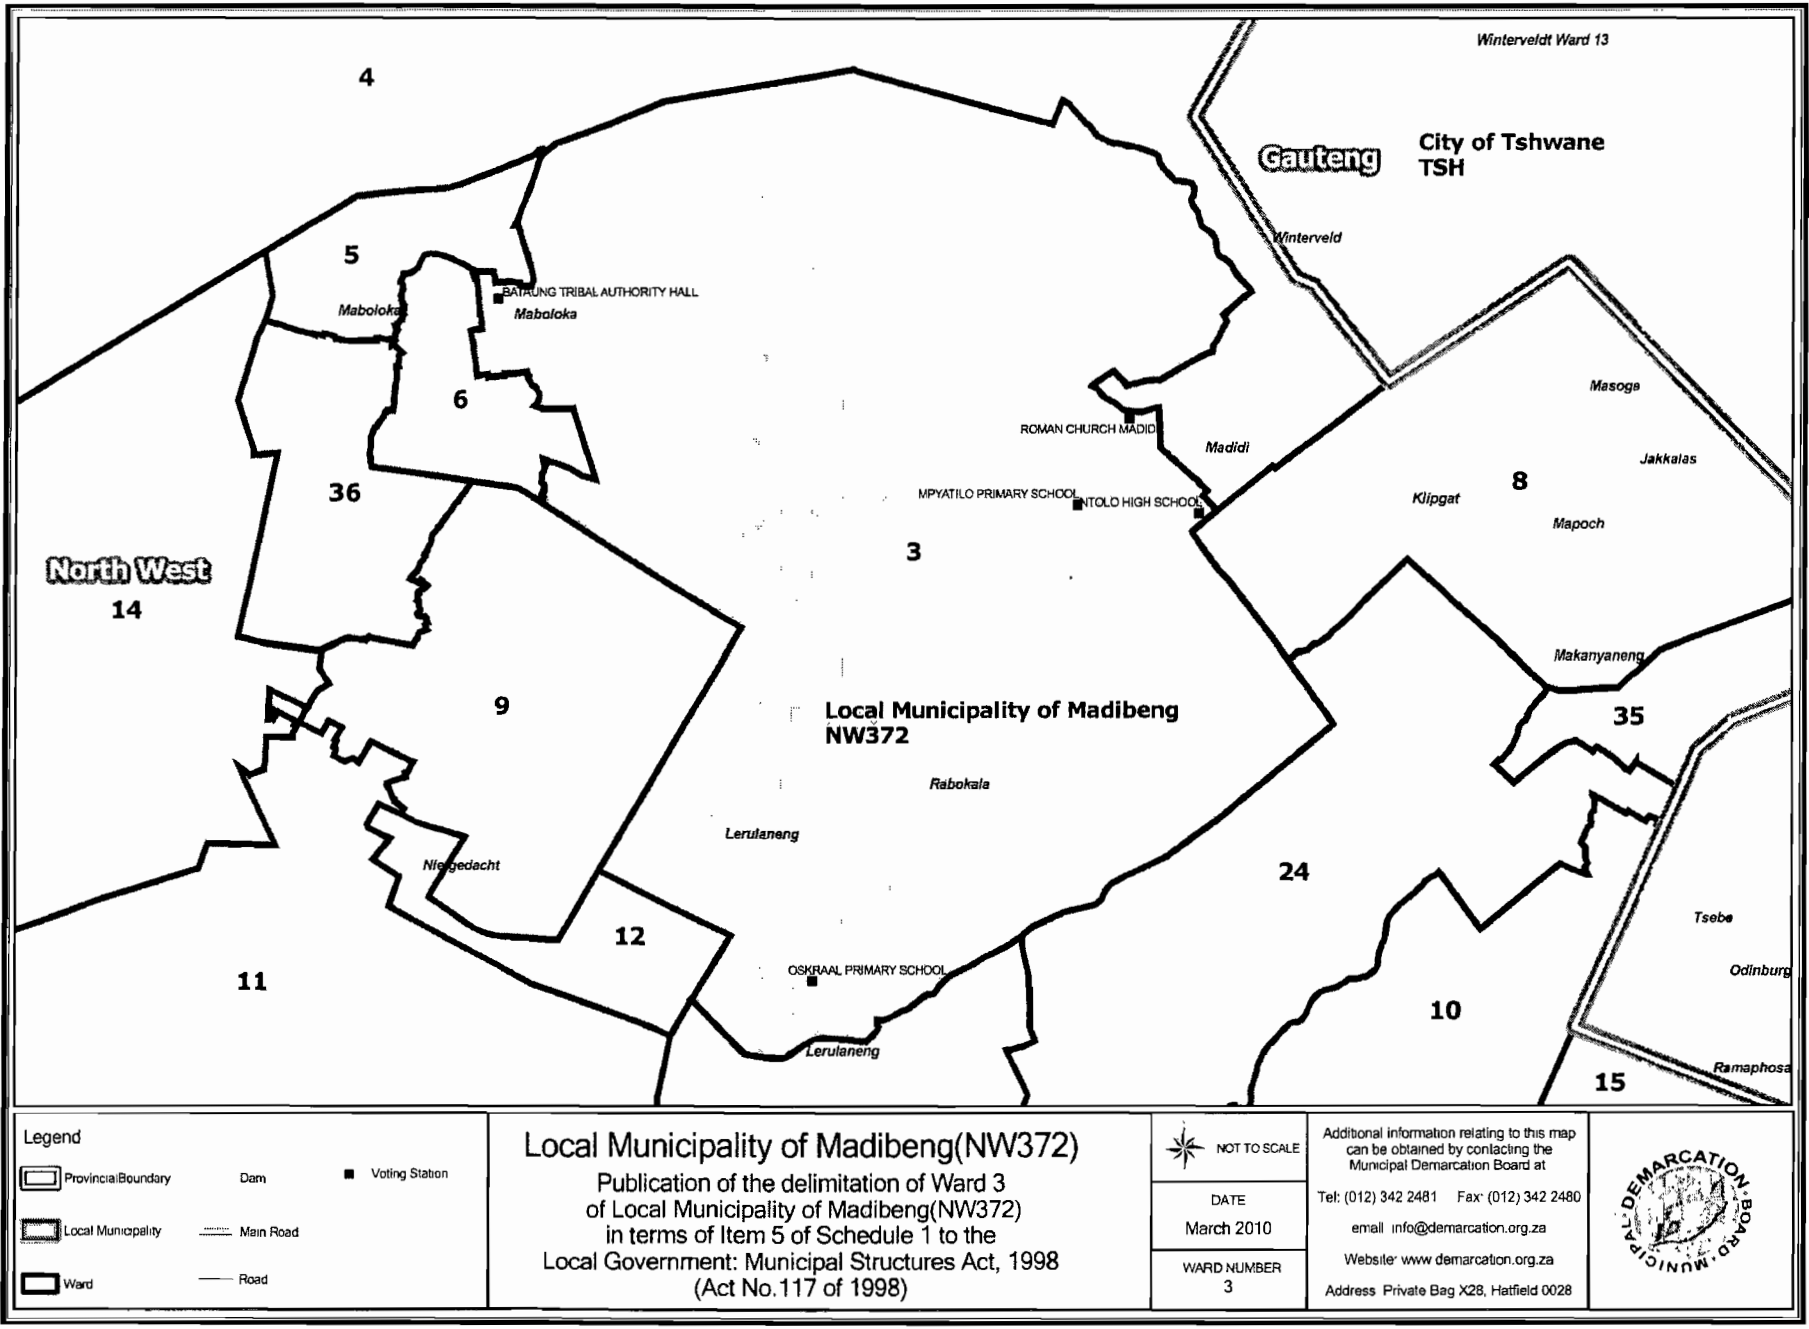 Winterveldt Ward 13
4
Gauteng
City of Tshwane
TSH
Winterveld
5
Maboloka
BATAUNG TRIBAL AUTHORITY HALL
Maboloka
Masoga
6
ROMAN CHURCH MADIDI
Madidi
Jakkalas
8
36
Klipgat
MPYATILO PRIMARY SCHOOL
NTOLO HIGH SCHOOL
Mapoch
3
North West
14
Makanyaneng
9
Local Municipality of Madibeng
NW372
35
Rabokala
Lerulaneng
Niegedacht
24
Tsebe
12
Odinburg
OSKRAAL PRIMARY SCHOOL
11
10
Lerulaneng
Ramaphosa
15
Legend
Provincial Boundary
Dam
Voting Station
Local Municipality
Main Road
Ward
Road
Local Municipality of Madibeng(NW372)
Publication of the delimitation of Ward 3
of Local Municipality of Madibeng(NW372)
in terms of Item 5 of Schedule 1 to the
Local Government: Municipal Structures Act, 1998
(Act No.117 of 1998)
NOT TO SCALE
DATE
March 2010
WARD NUMBER
3
Additional information relating to this map
can be obtained by contacting the
Municipal Demarcation Board at
Tel: (012) 342 2481 Fax: (012) 342 2480
email info@demarcation.org.za
Website: www demarcation.org.za
Address Private Bag X28, Hatfield 0028
MUNICIPAL DEMARCATION BOARD